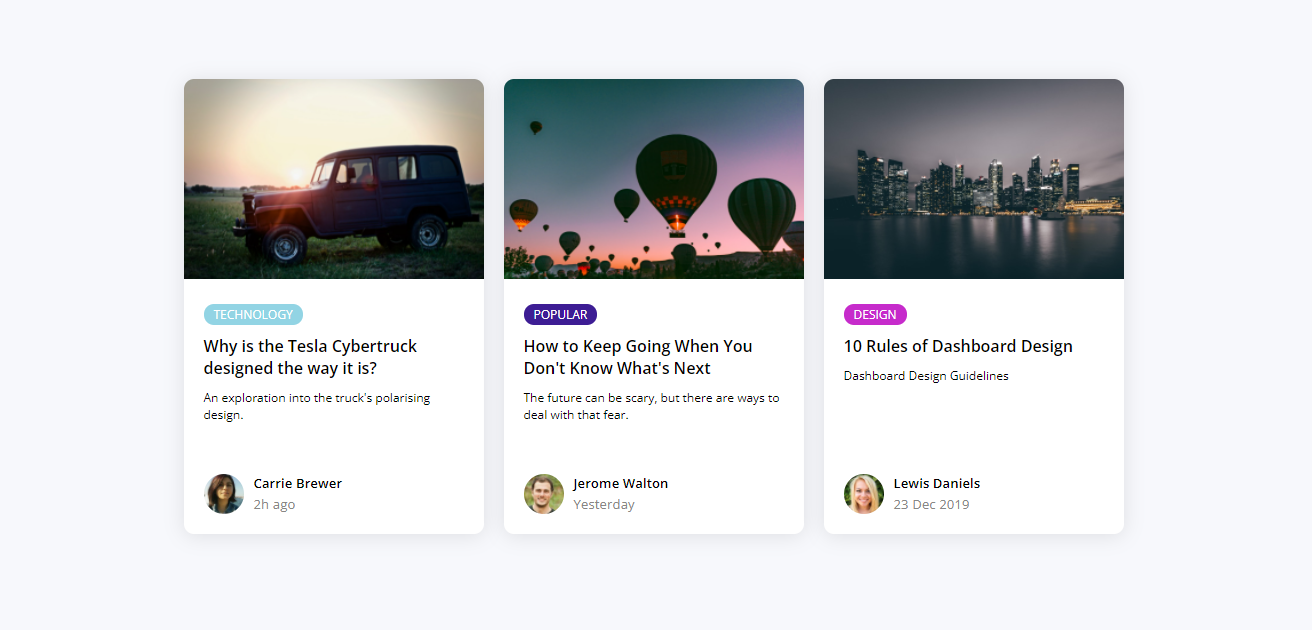 TECHNOLOGY
Why is the Tesla Cybertruck
designed the way it is?
An exploration into the truck's polarising
design.
Carrie Brewer
2h ago
POPULAR
How to Keep Going When You
Don't Know What's Next
The future can be scary, but there are ways to
deal with that fear.
Jerome Walton
Yesterday
DESIGN
10 Rules of Dashboard Design
Dashboard Design Guidelines
Lewis Daniels
23 Dec 2019